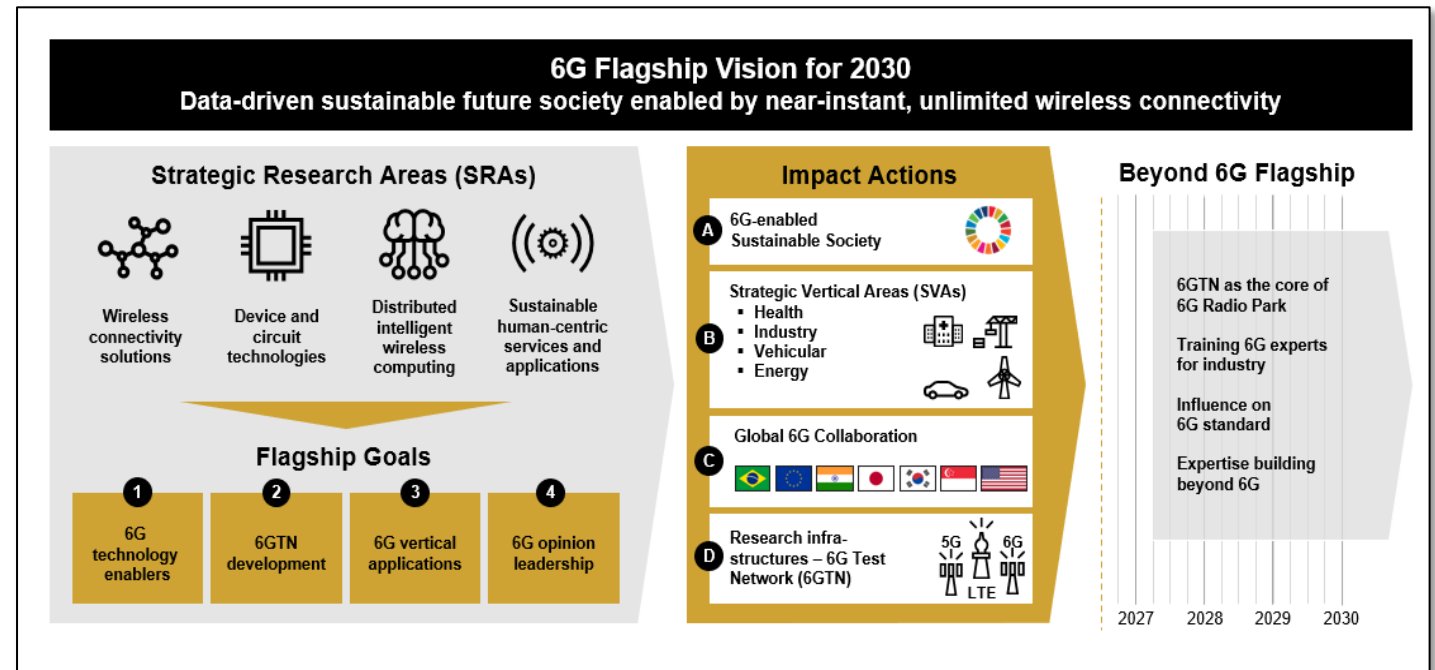 6G Flagship Vision for 2030
Data-driven sustainable future society enabled by near-instant, unlimited wireless connectivity
Strategic Research Areas (SRAs)
Wireless
connectivity
solutions
Device and
circuit
technologies
Distributed
intelligent
wireless
computing
Sustainable
human-centric
services and
applications
Flagship Goals
1
6G
technology
enablers
2
6GTN
development
3
6G vertical
applications
4
6G opinion
leadership
Impact Actions
A
6G-enabled
Sustainable Society
B
Strategic Vertical Areas (SVAs)
▪ Health
▪ Industry
▪ Vehicular
▪ Energy
C
Global 6G Collaboration
D
Research infra-
structures – 6G Test
Network (6GTN)
5G
6G
LTE
Beyond 6G Flagship
6GTN as the core of
6G Radio Park
Training 6G experts
for industry
Influence on
6G standard
Expertise building
beyond 6G
2027
2028
2029
2030